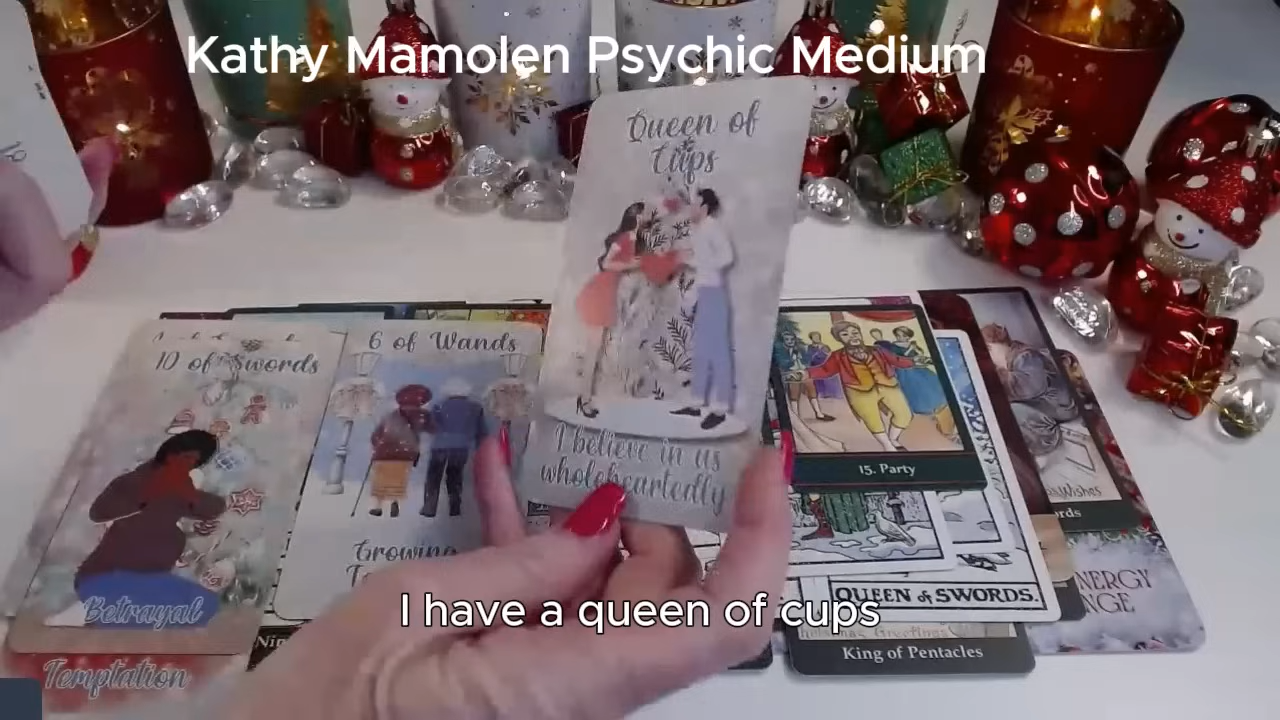 Kathy Mamolen Psychic Medium
Queen of
Cups
I believe in us
wholeheartedly
10 of Swords
Betrayal
Temptation
6 of Wands
Growing
15. Party
QUEEN of SWORDS.
King of Pentacles
I have a queen of cups